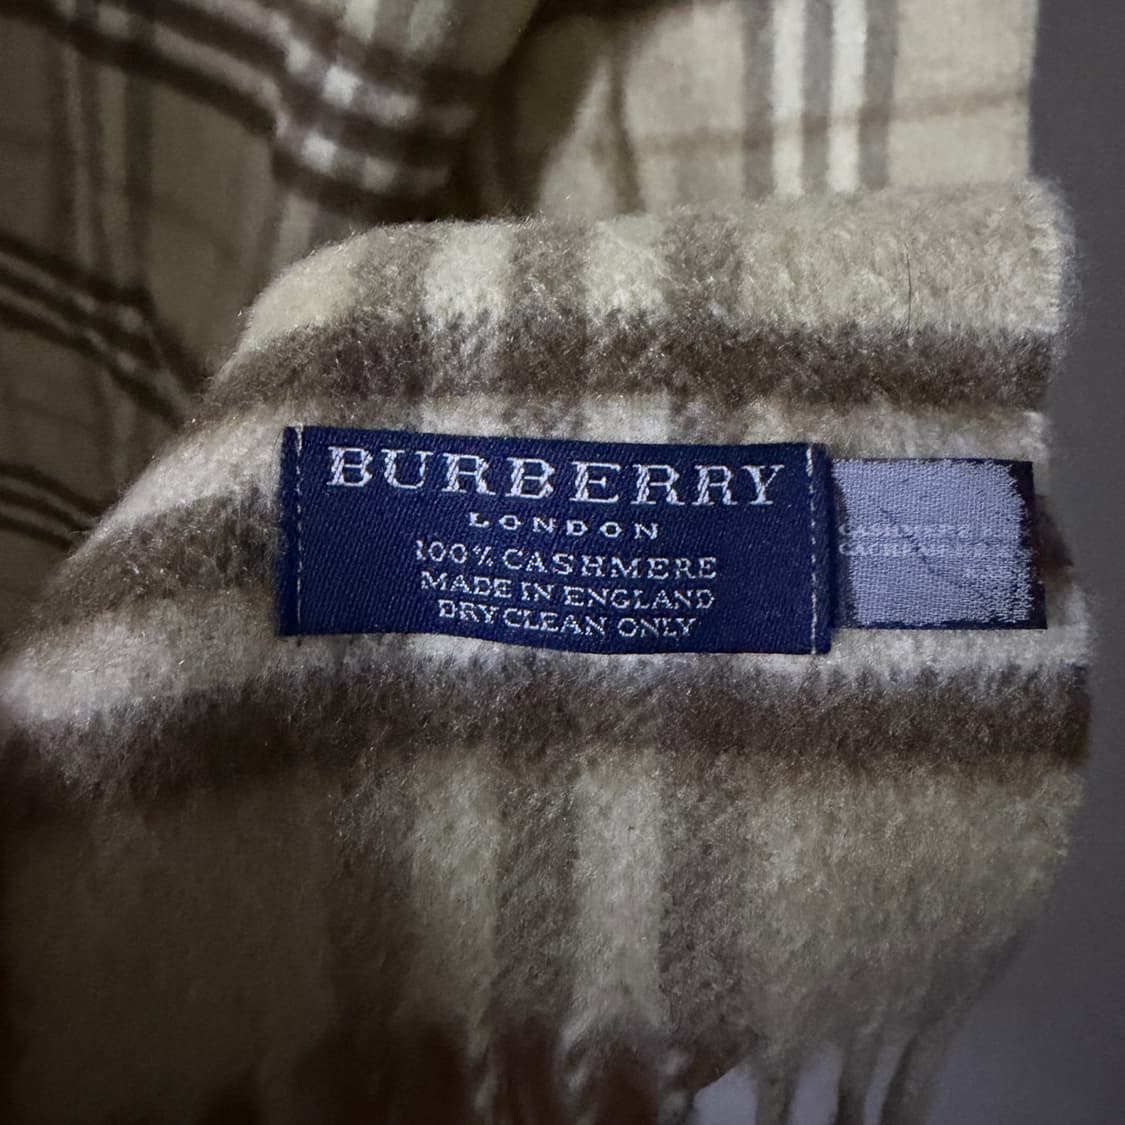 BURBERRY
LONDON
100% CASHMERE
MADE IN ENGLAND
DRY CLEAN ONLY